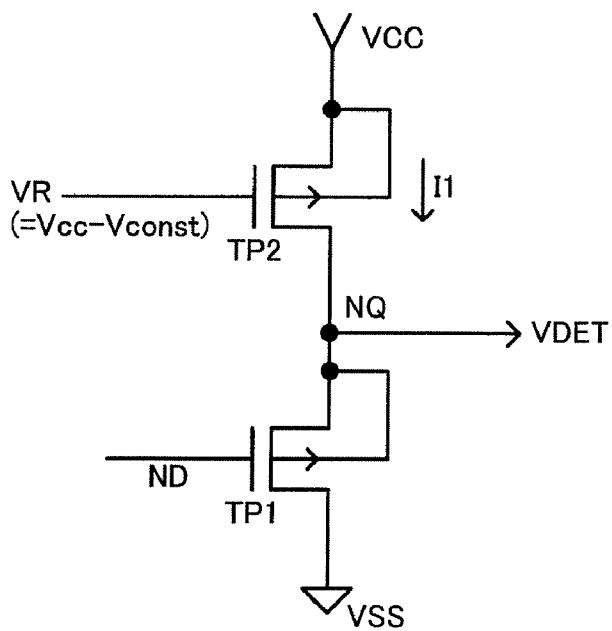 VCC
VR
(=Vcc-Vconst)
I1
TP2
NQ
VDET
ND
TP1
VSS